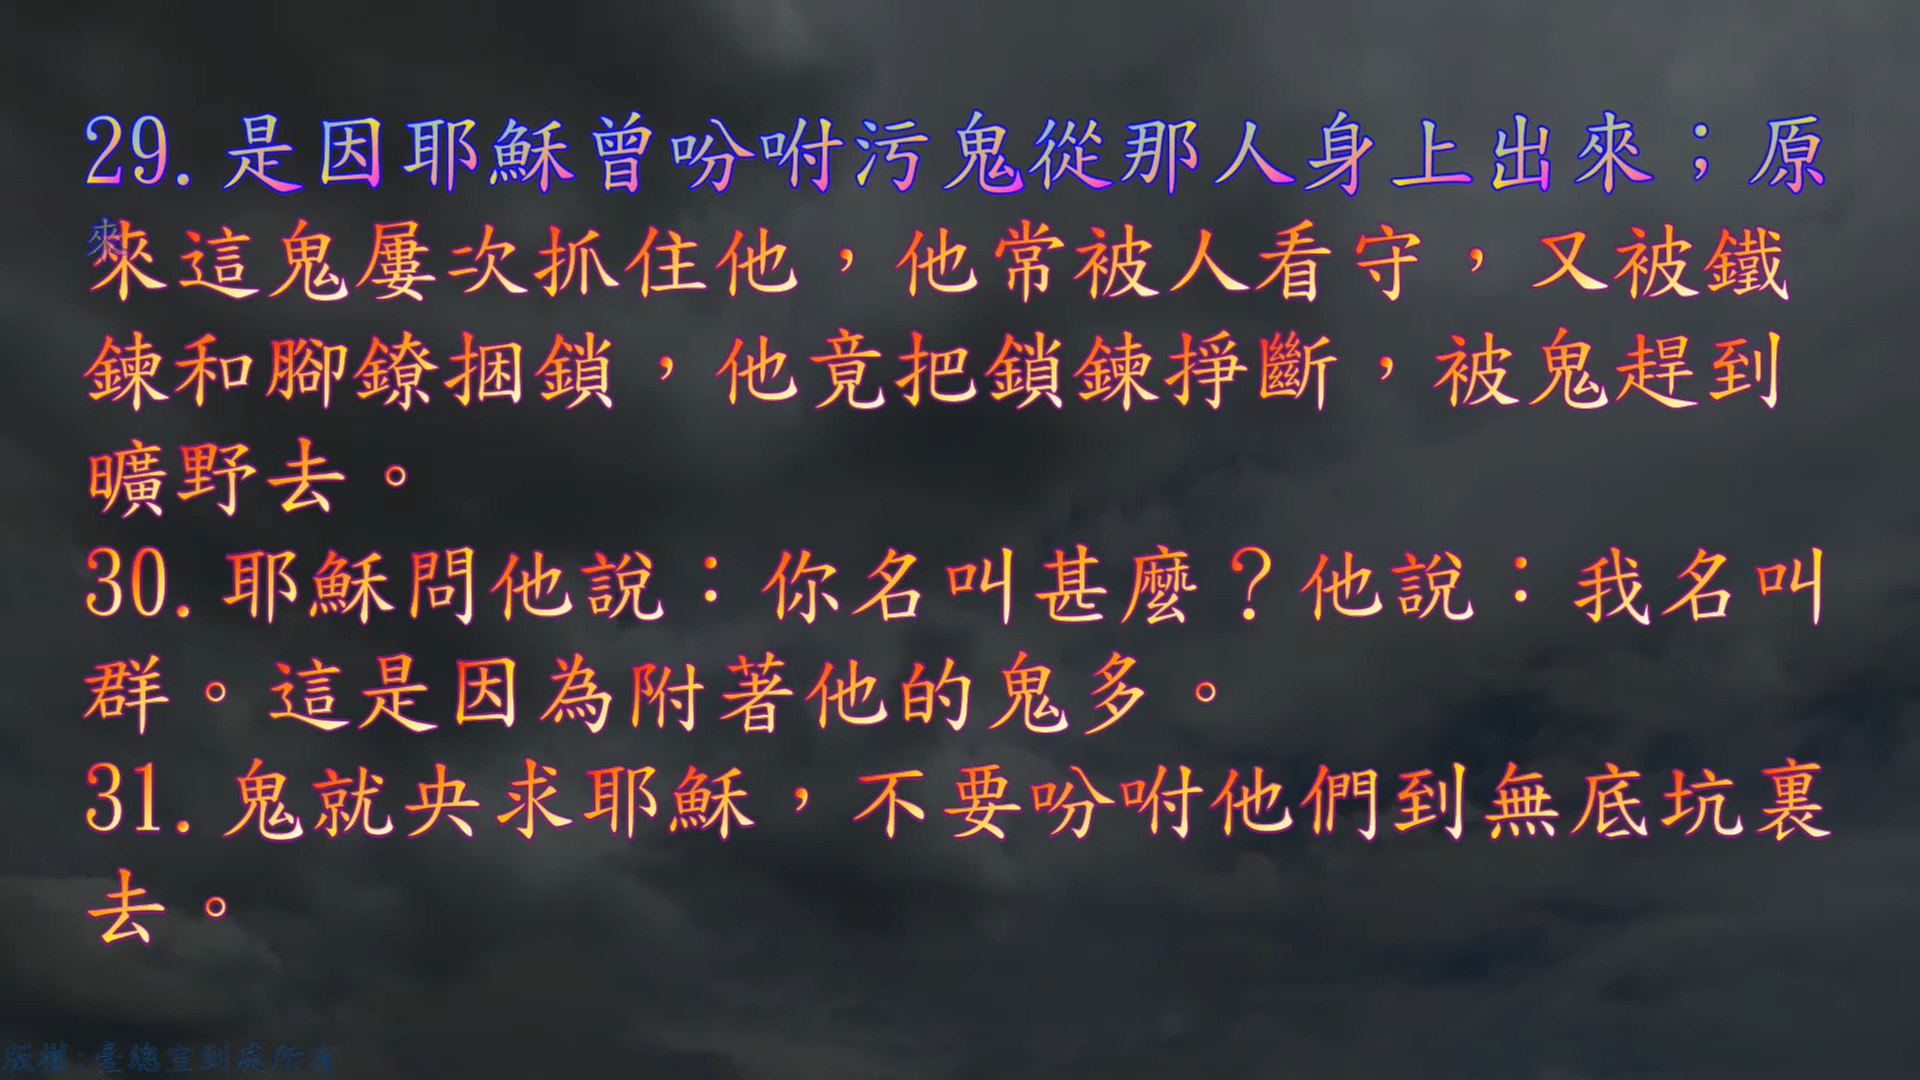 29.是因耶穌曾吩咐污鬼從那人身上出來；原
來這鬼屢次抓住他，他常被人看守，又被鐵
鍊和腳鐐捆鎖，他竟把鎖鍊掙斷，被鬼趕到
曠野去。
30.耶穌問他說：你名叫甚麼？他說：我名叫
群。這是因為附著他的鬼多。
31.鬼就央求耶穌，不要吩咐他們到無底坑裏
去。
版權:臺總宣到處所有